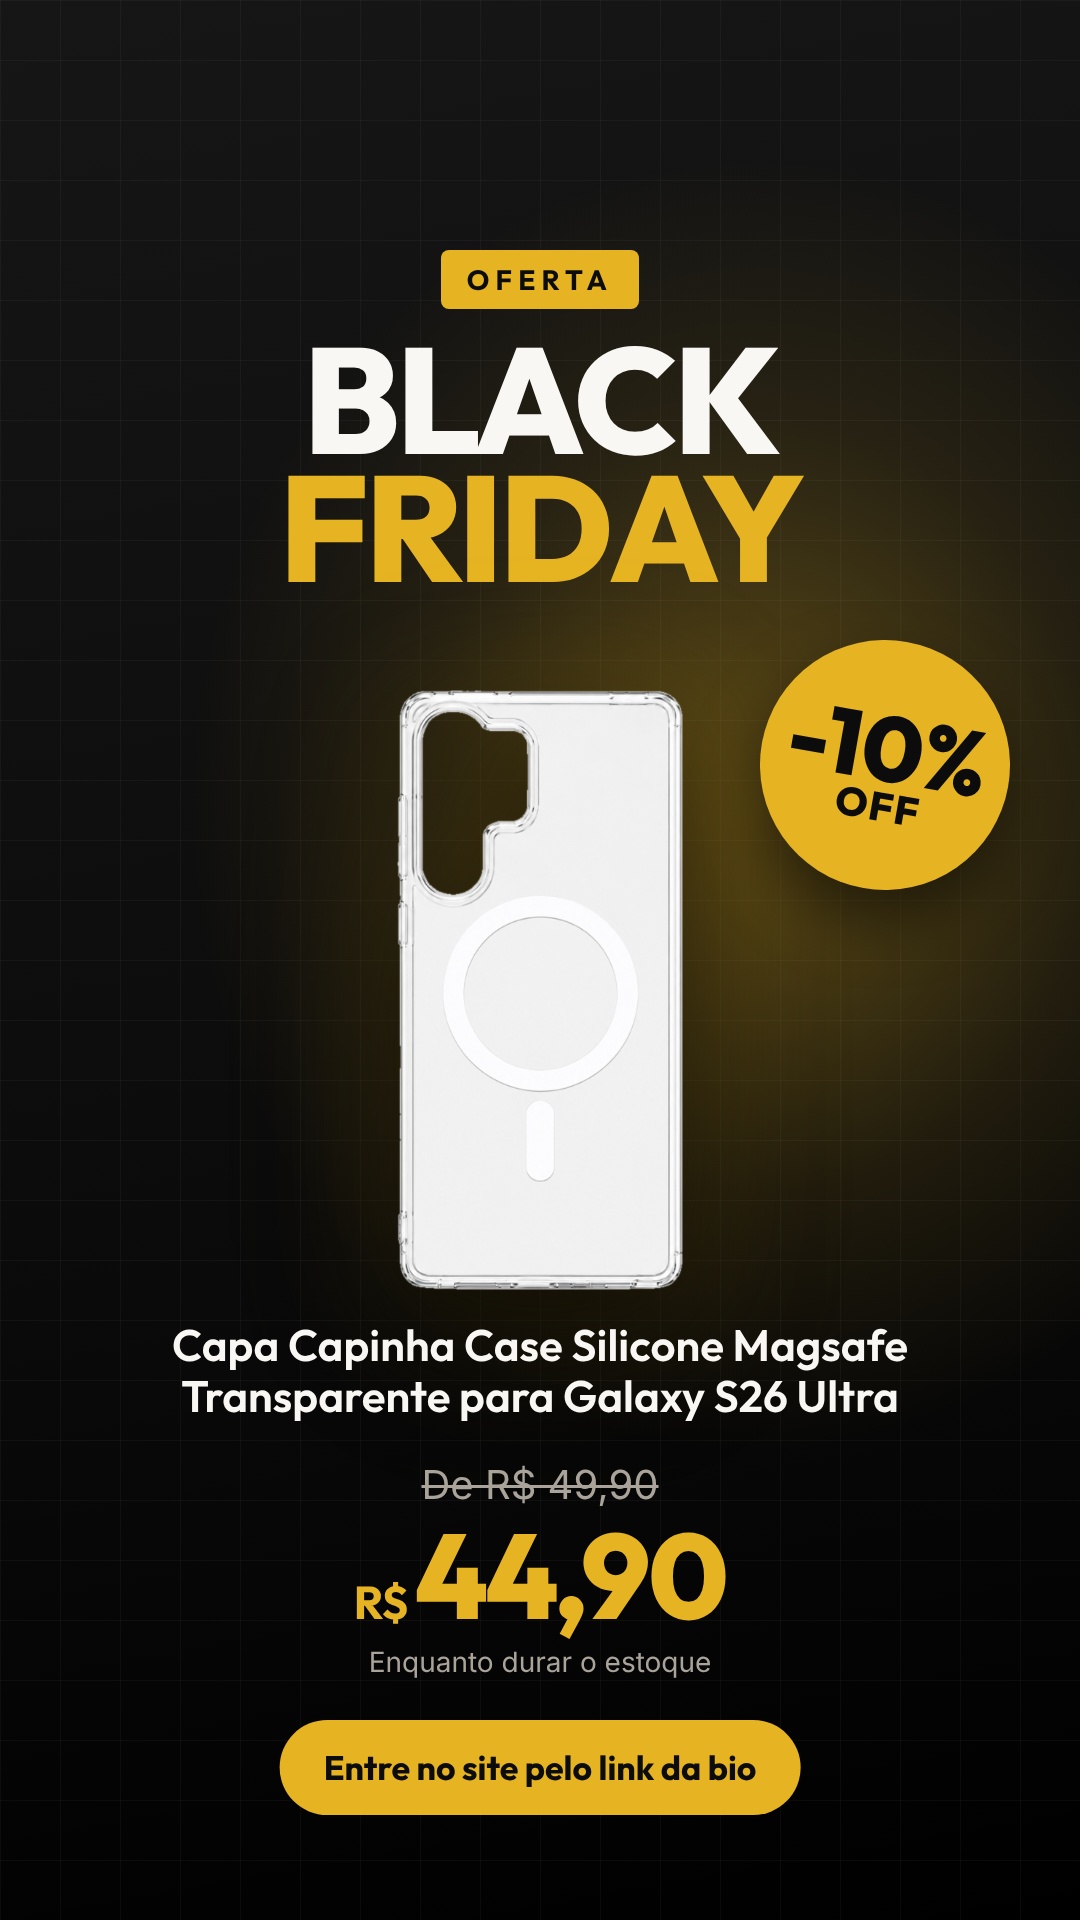 OFERTA
BLACK
FRIDAY
-10%
OFF
Capa Capinha Case Silicone Magsafe
Transparente para Galaxy S26 Ultra
De R$ 49,90
R$ 44,90
Enquanto durar o estoque
Entre no site pelo link da bio